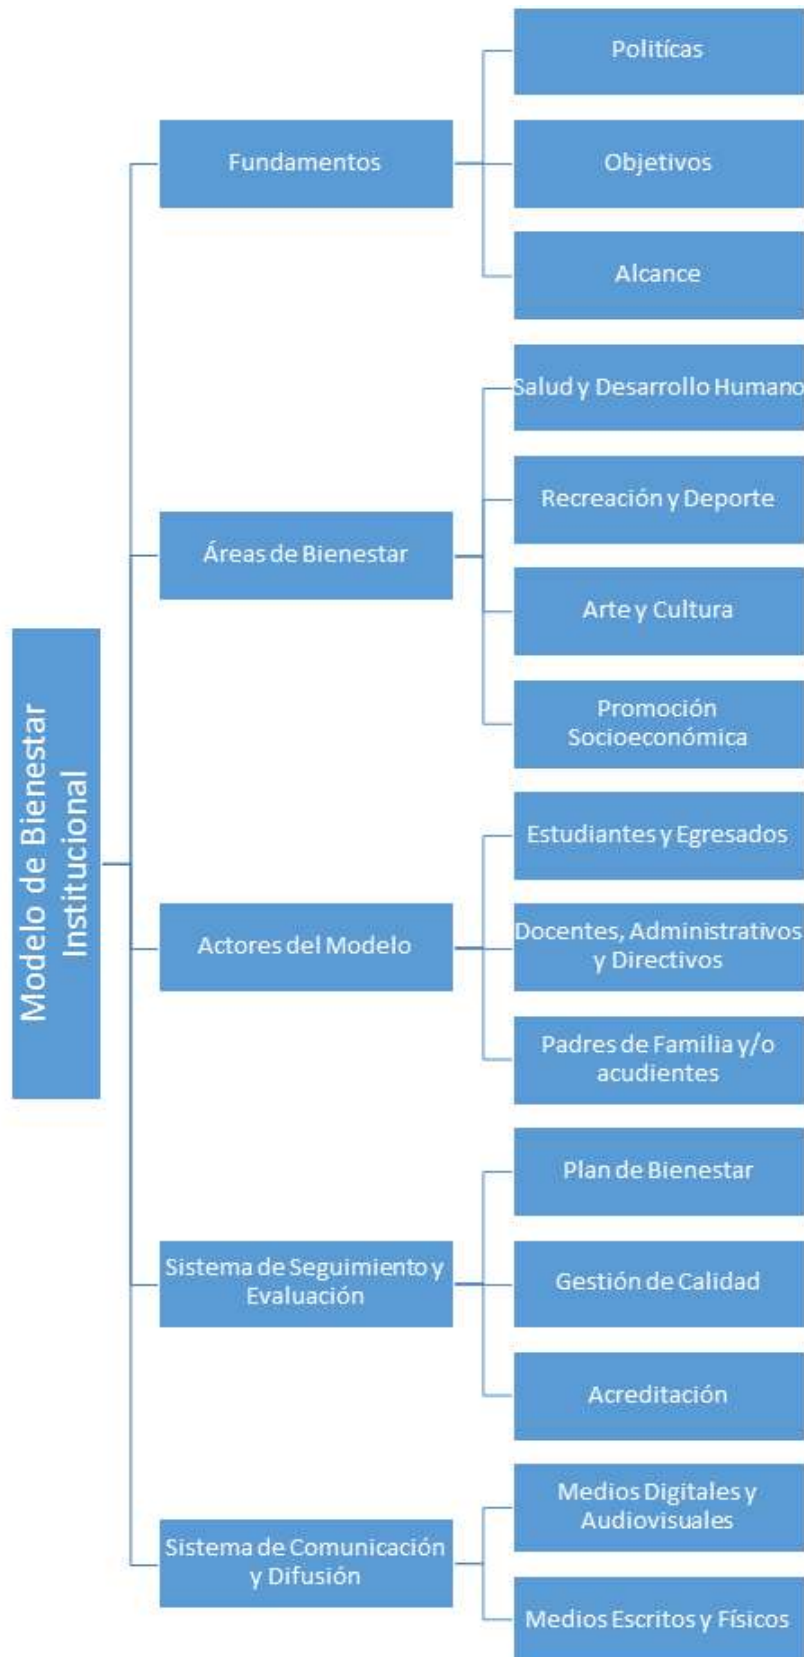 Modelo de Bienestar
Institucional
Fundamentos
Politícas
Objetivos
Alcance
Áreas de Bienestar
Salud y Desarrollo Humano
Recreación y Deporte
Arte y Cultura
Promoción
Socioeconómica
Actores del Modelo
Estudiantes y Egresados
Docentes, Administrativos
y Directivos
Padres de Familia y/o
acudientes
Sistema de Seguimiento y
Evaluación
Plan de Bienestar
Gestión de Calidad
Acreditación
Sistema de Comunicación
y Difusión
Medios Digitales y
Audiovisuales
Medios Escritos y Físicos